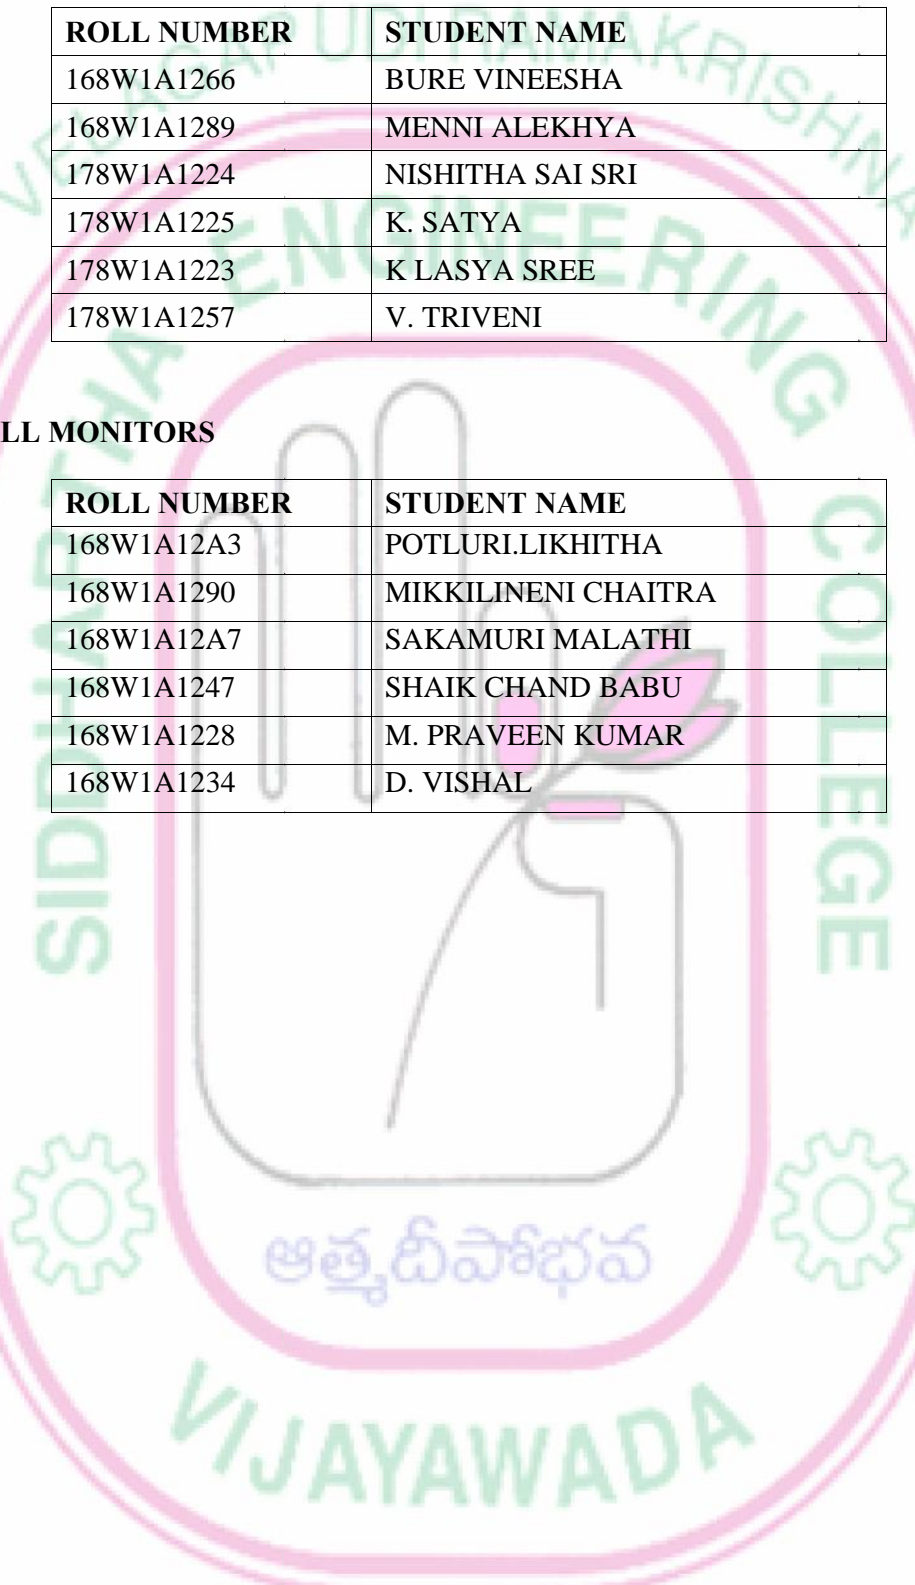 ROLL NUMBER STUDENT NAME
168W1A1266 BURE VINEESHA
168W1A1289 MENNI ALEKHYA
178W1A1224 NISHITHA SAI SRI
178W1A1225 K. SATYA
178W1A1223 K LASYA SREE
178W1A1257 V. TRIVENI
LL MONITORS
ROLL NUMBER STUDENT NAME
168W1A12A3 POTLURI.LIKHITHA
168W1A1290 MIKKILINENI CHAITRA
168W1A12A7 SAKAMURI MALATHI
168W1A1247 SHAIK CHAND BABU
168W1A1228 M. PRAVEEN KUMAR
168W1A1234 D. VISHAL
VELAGAPUDI RAMAKRISHNA
SIDDHARTHA ENGINEERING COLLEGE
ఆత్మదీపోభవ
VIJAYAWADA